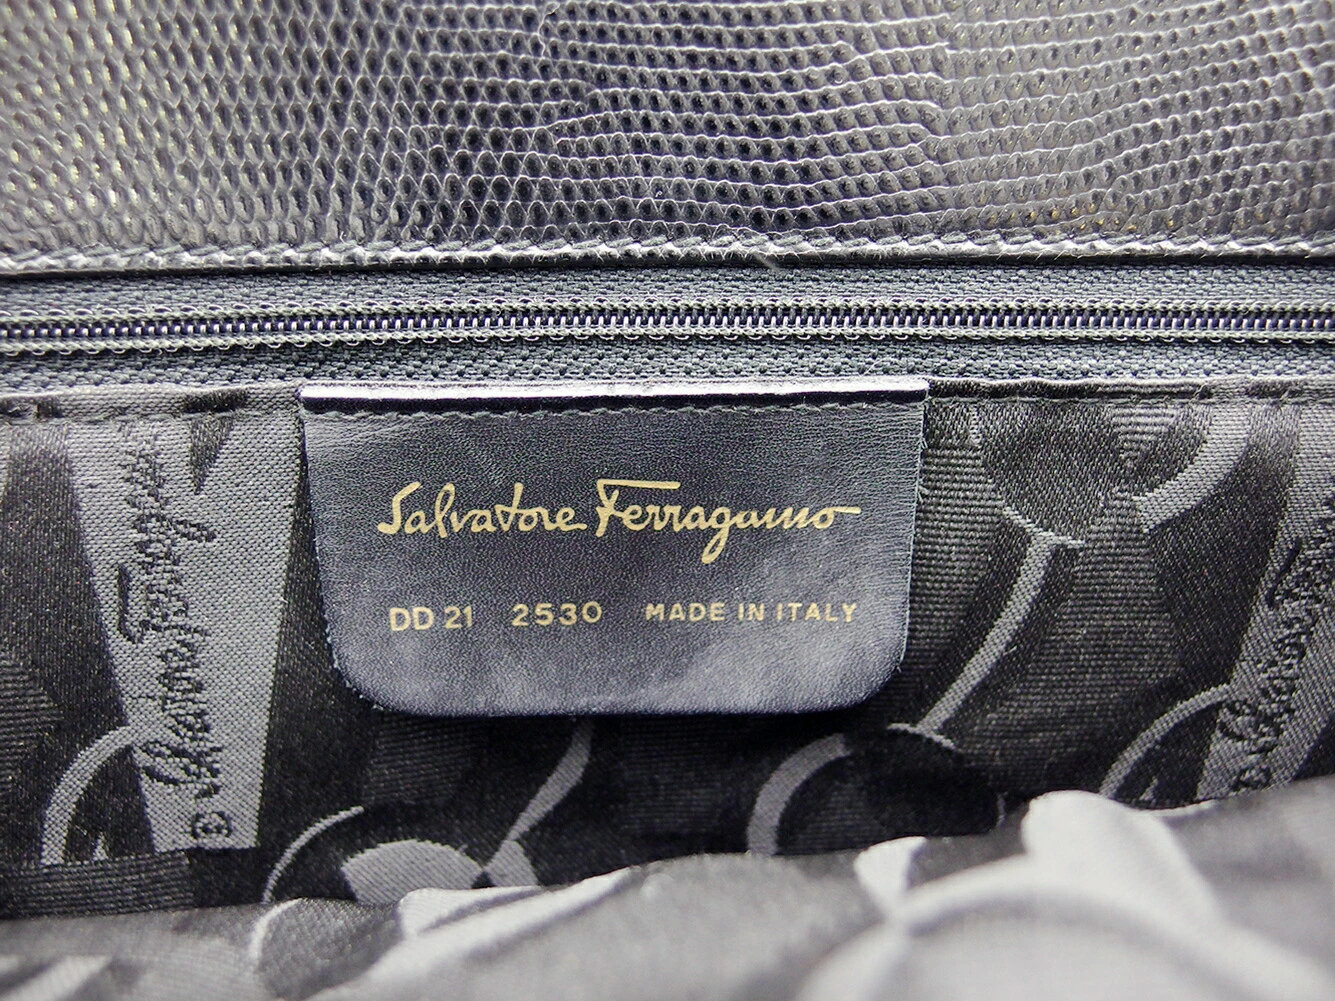 Salvatore Ferragamo
DD 21 2530 MADE IN ITALY